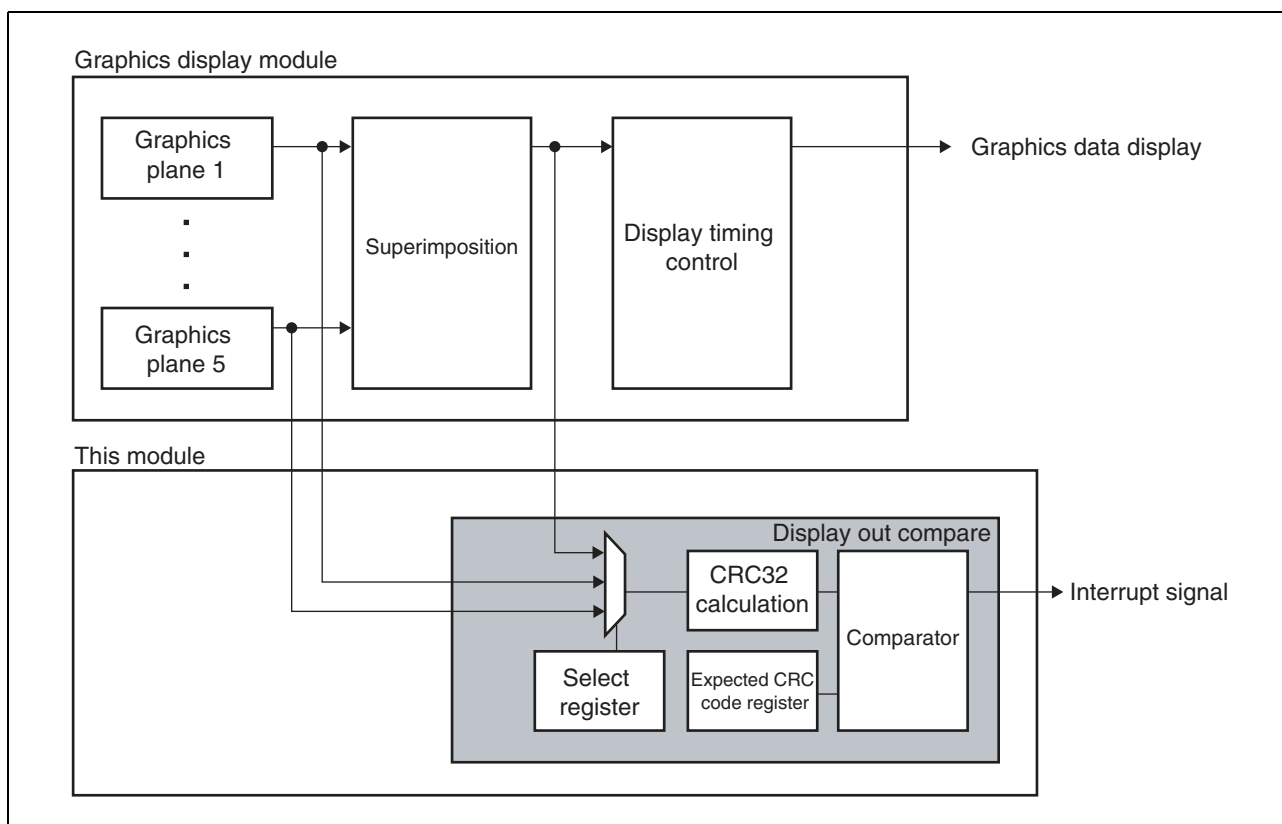 Graphics display module
Graphics
plane 1
Superimposition
Display timing
control
Graphics data display
Graphics
plane 5
This module
Display out compare
CRC32
calculation
Interrupt signal
Comparator
Select
register
Expected CRC
code register